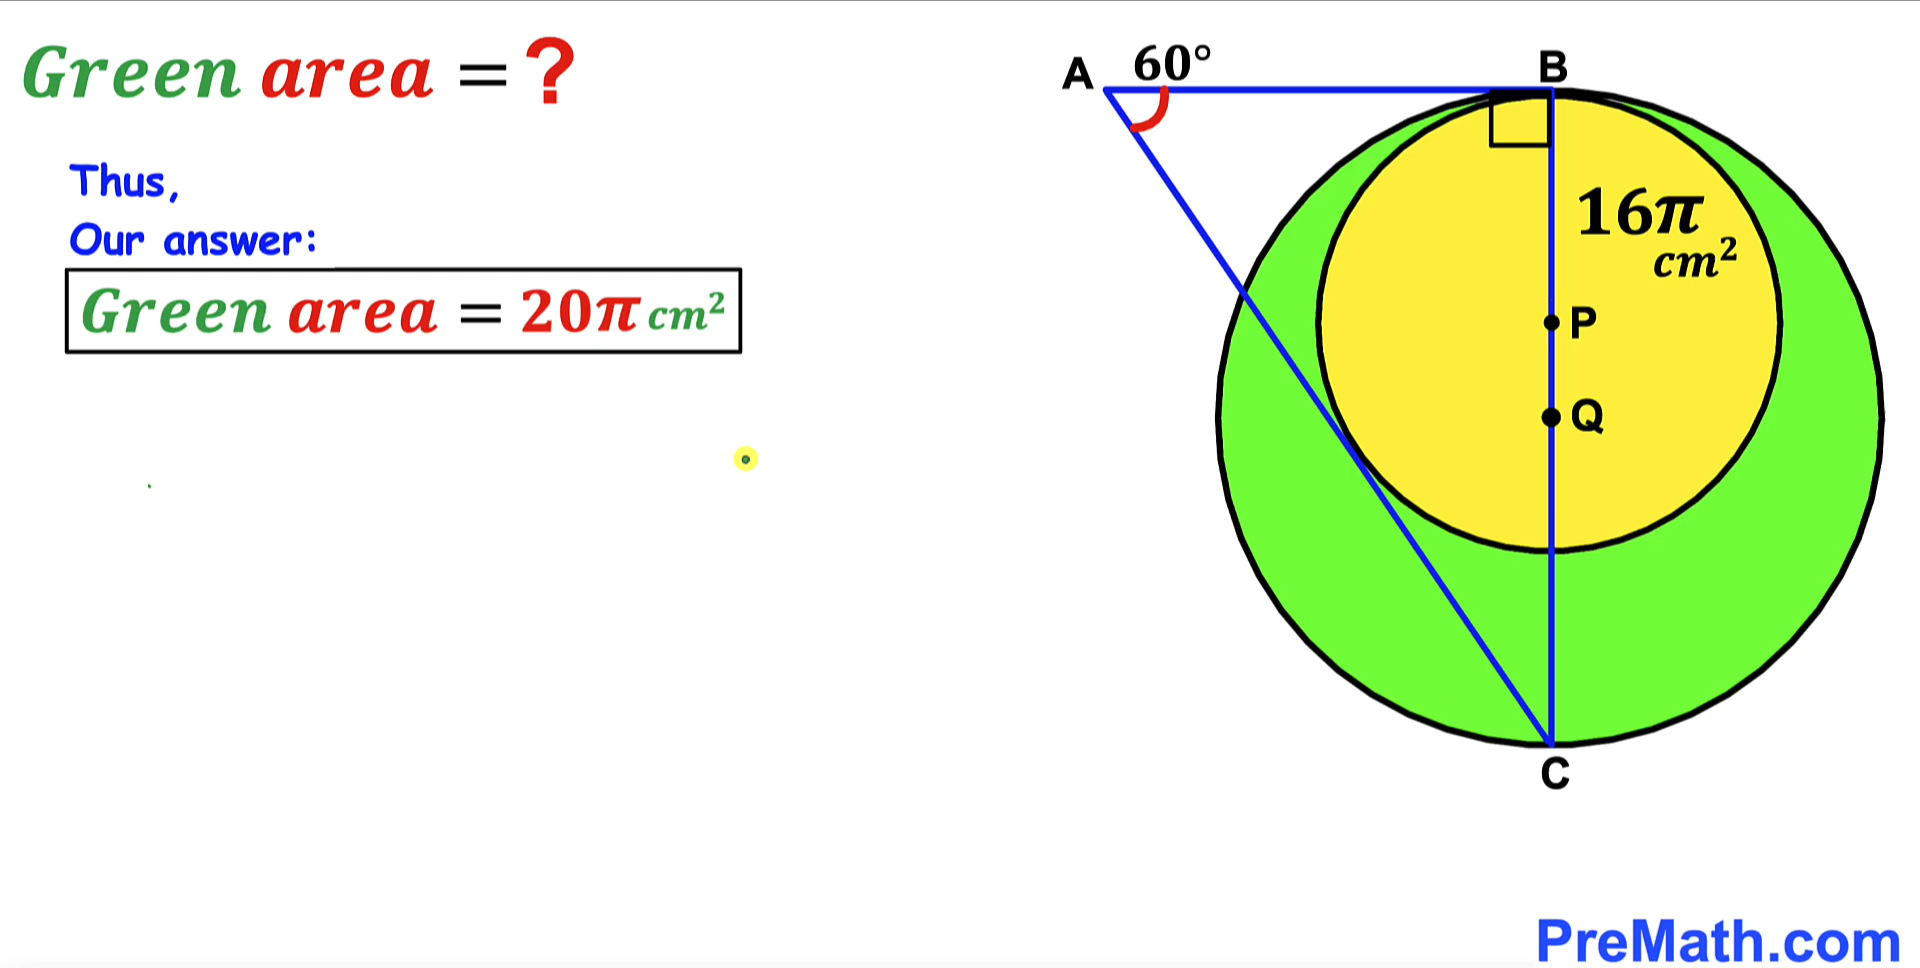 Green area = ?
Thus,
Our answer:
Green area = 20π cm²
A
60°
B
16π
cm²
P
Q
C
PreMath.com